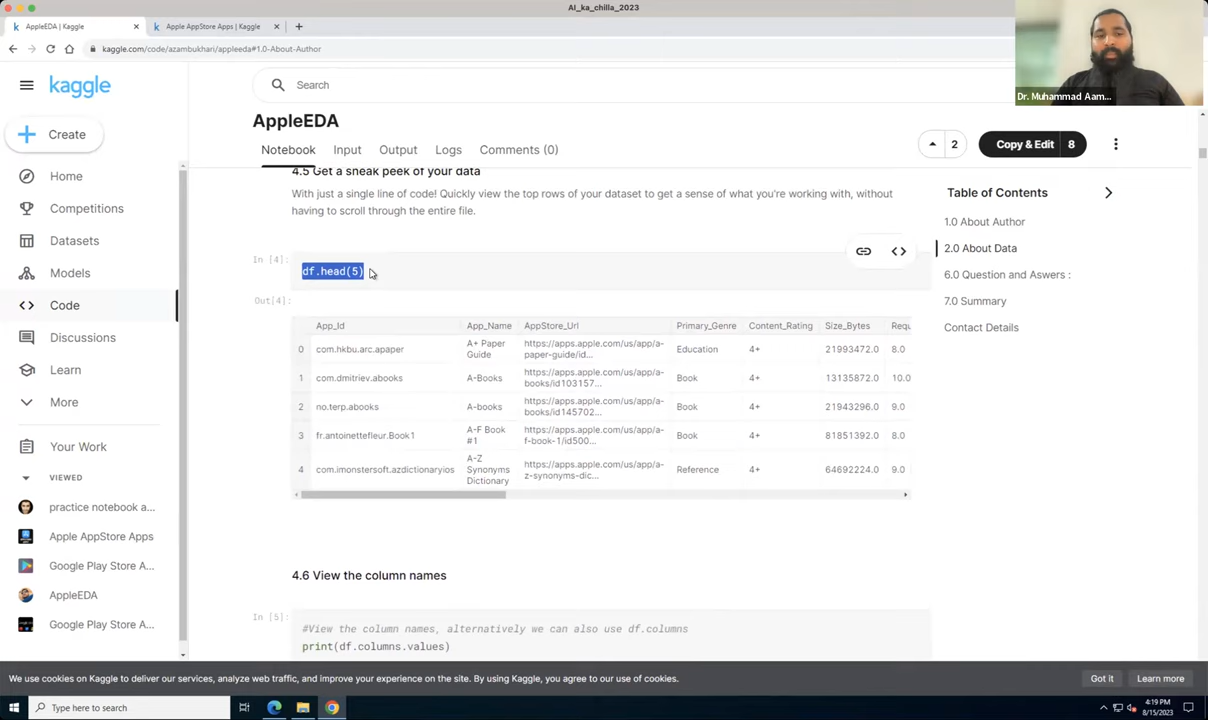 AI_ka_chilla_2023
AppleEDA | Kaggle
Apple AppStore Apps | Kaggle
kaggle.com/code/azambukhari/appleeda#1.0-About-Author
Dr. Muhammad Aam...
kaggle
Search
Create
Home
Competitions
Datasets
Models
Code
Discussions
Learn
More
Your Work
VIEWED
practice notebook a...
Apple AppStore Apps
Google Play Store A...
AppleEDA
Google Play Store A...
AppleEDA
Notebook
Input
Output
Logs
Comments (0)
2
Copy & Edit
8
4.5 Get a sneak peek of your data
With just a single line of code! Quickly view the top rows of your dataset to get a sense of what you're working with, without
having to scroll through the entire file.
In [4]:
df.head(5)
Out[4]:
App_Id App_Name AppStore_Url Primary_Genre Content_Rating Size_Bytes Requ
0 com.hkbu.arc.apaper A+ Paper Guide https://apps.apple.com/us/app/a-paper-guide/id... Education 4+ 21993472.0 8.0
1 com.dmitriev.abooks A-Books https://apps.apple.com/us/app/a-books/id103157... Book 4+ 13135872.0 10.0
2 no.terp.abooks A-books https://apps.apple.com/us/app/a-books/id145702... Book 4+ 21943296.0 9.0
3 fr.antoinettefleur.Book1 A-F Book #1 https://apps.apple.com/us/app/a-f-book-1/id500... Book 4+ 81851392.0 8.0
4 com.imonstersoft.azdictionaryios A-Z Synonyms Dictionary https://apps.apple.com/us/app/a-z-synonyms-dic... Reference 4+ 64692224.0 9.0
4.6 View the column names
In [5]:
#View the column names, alternatively we can also use df.columns
print(df.columns.values)
Table of Contents
1.0 About Author
2.0 About Data
6.0 Question and Aswers :
7.0 Summary
Contact Details
We use cookies on Kaggle to deliver our services, analyze web traffic, and improve your experience on the site. By using Kaggle, you agree to our use of cookies.
Got it
Learn more
Type here to search
4:19 PM
8/15/2023